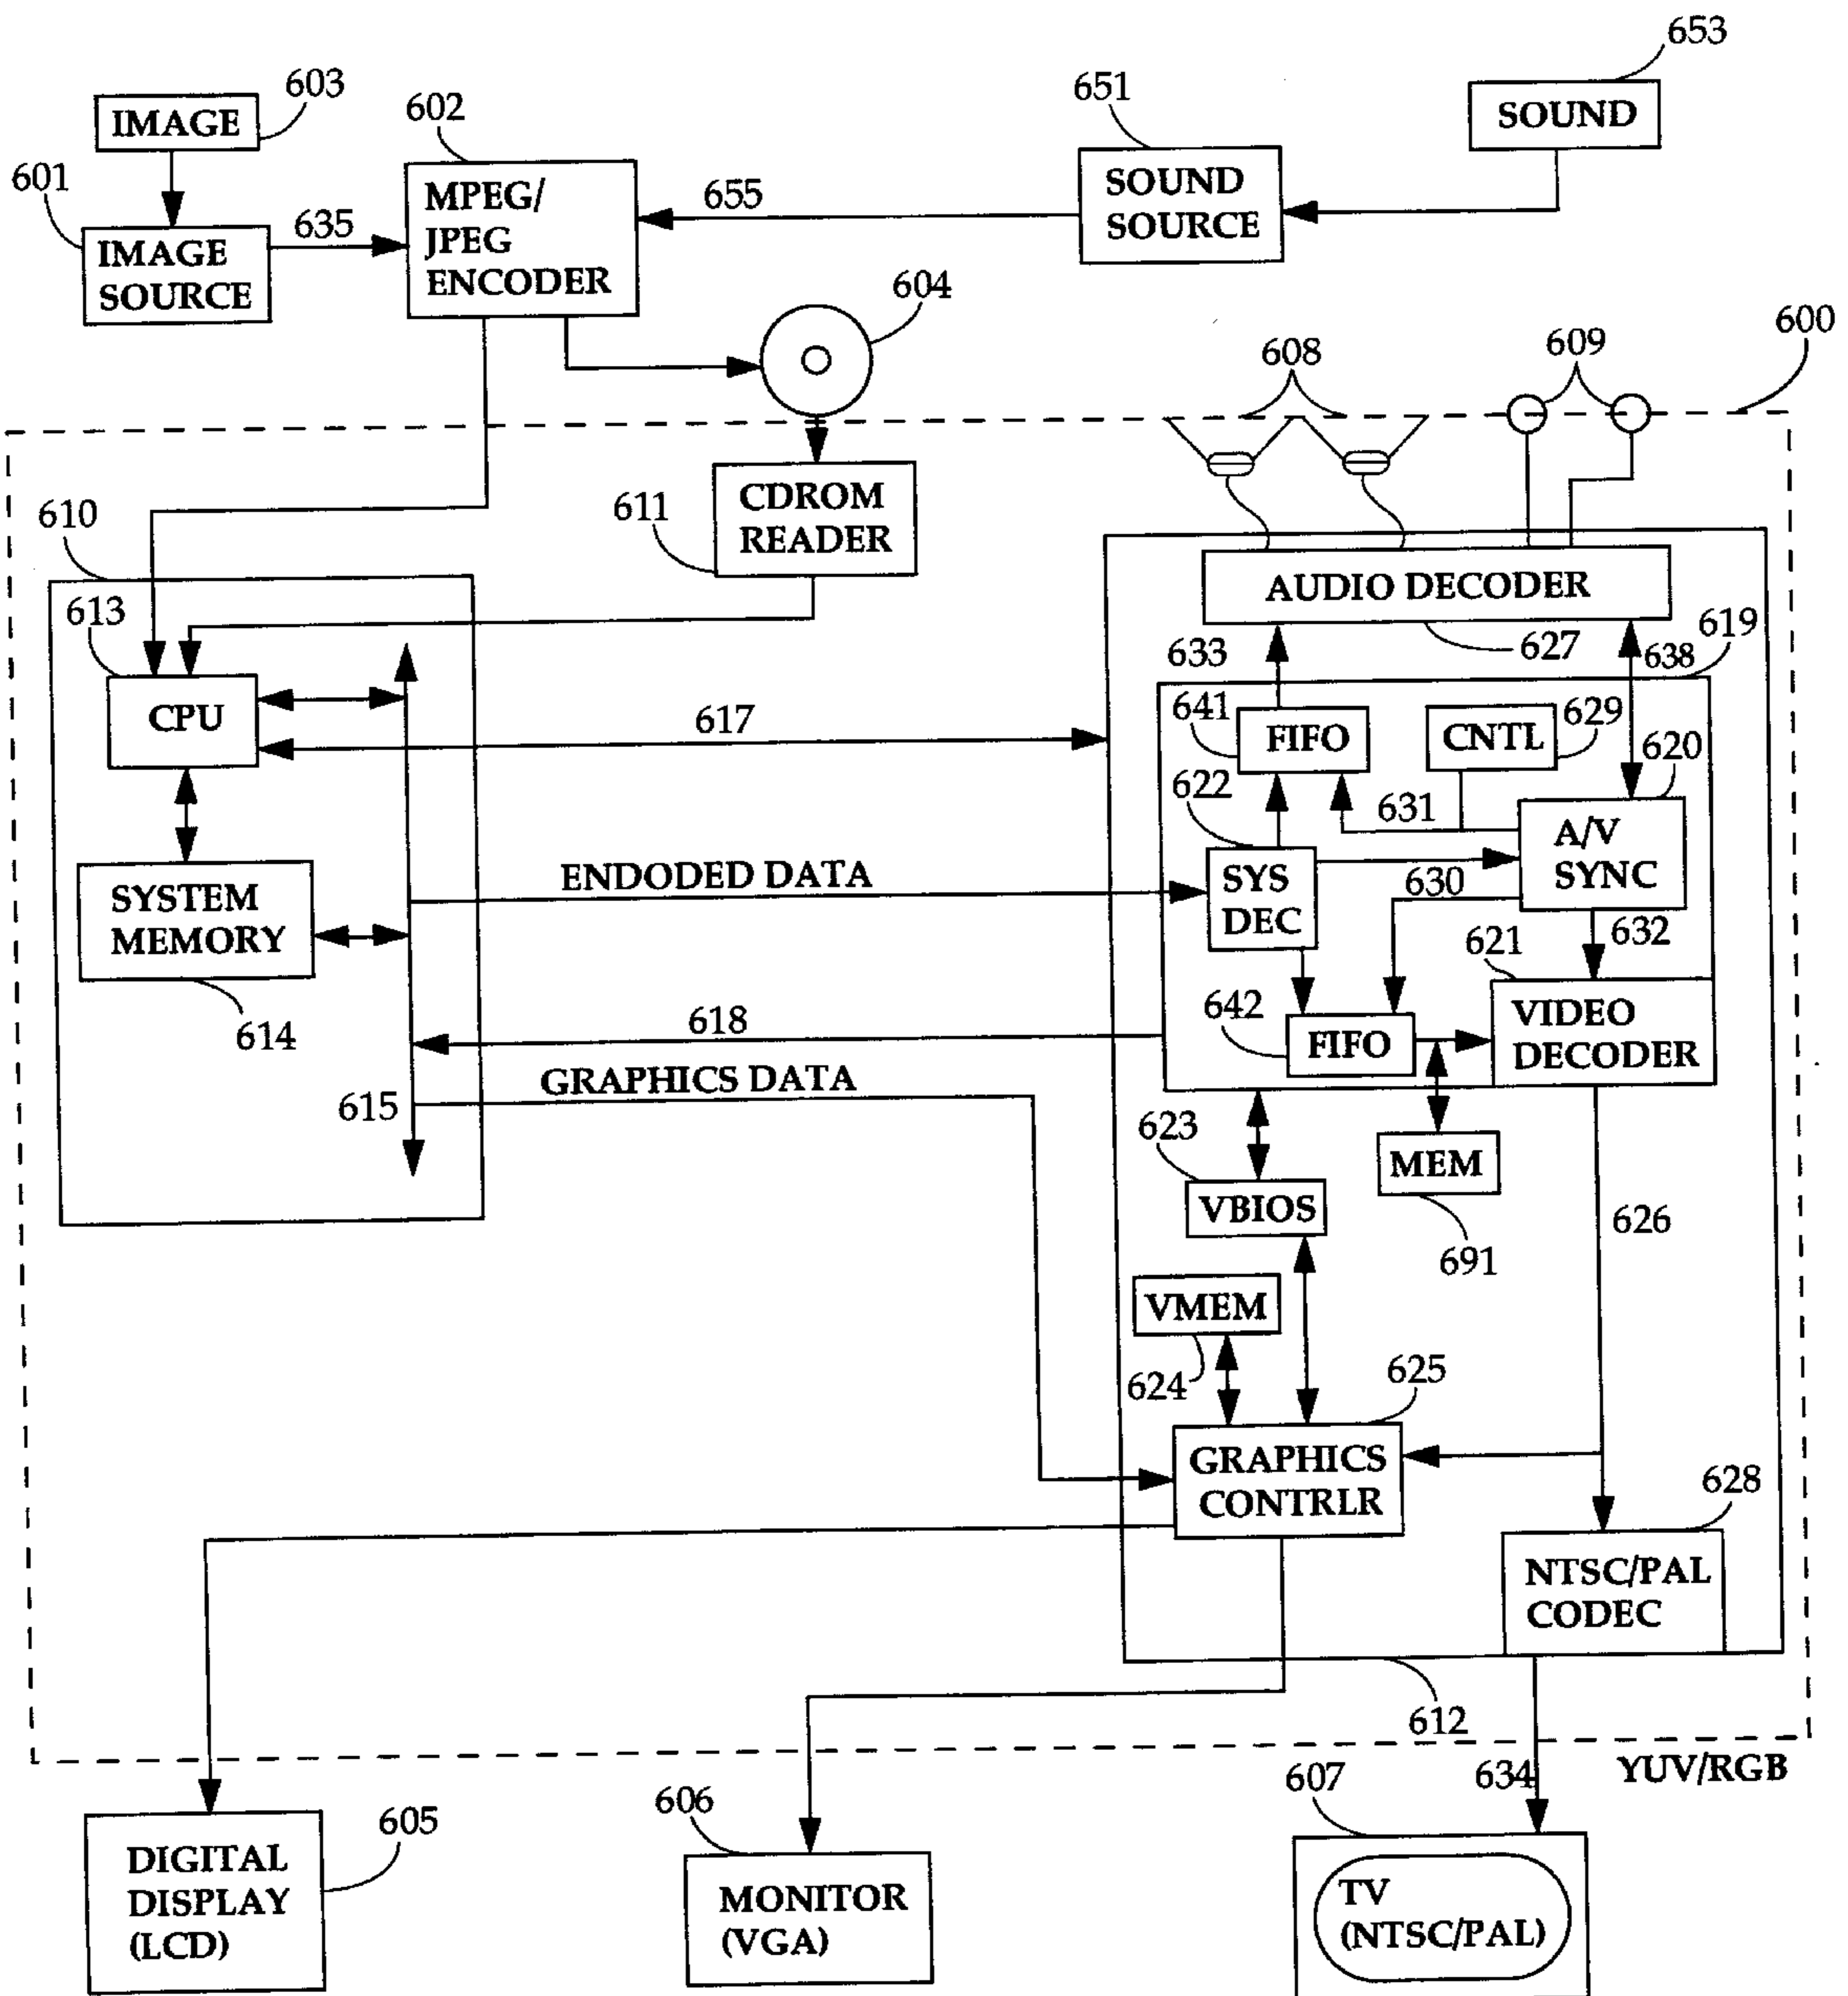 653
603
651
602
IMAGE
SOUND
601
MPEG/
JPEG
ENCODER
655
SOUND
SOURCE
635
IMAGE
SOURCE
604
600
608
609
610
611
CDROM
READER
AUDIO DECODER
613
619
633
627
638
CPU
617
641
FIFO
CNTL
629
620
622
631
A/V
SYNC
SYSTEM
MEMORY
ENDODED DATA
SYS
DEC
630
632
621
614
618
642
FIFO
VIDEO
DECODER
GRAPHICS DATA
615
623
MEM
VBIOS
626
691
VMEM
624
625
GRAPHICS
CONTRLR
628
NTSC/PAL
CODEC
612
607
634
YUV/RGB
606
605
DIGITAL
DISPLAY
(LCD)
MONITOR
(VGA)
TV
(NTSC/PAL)